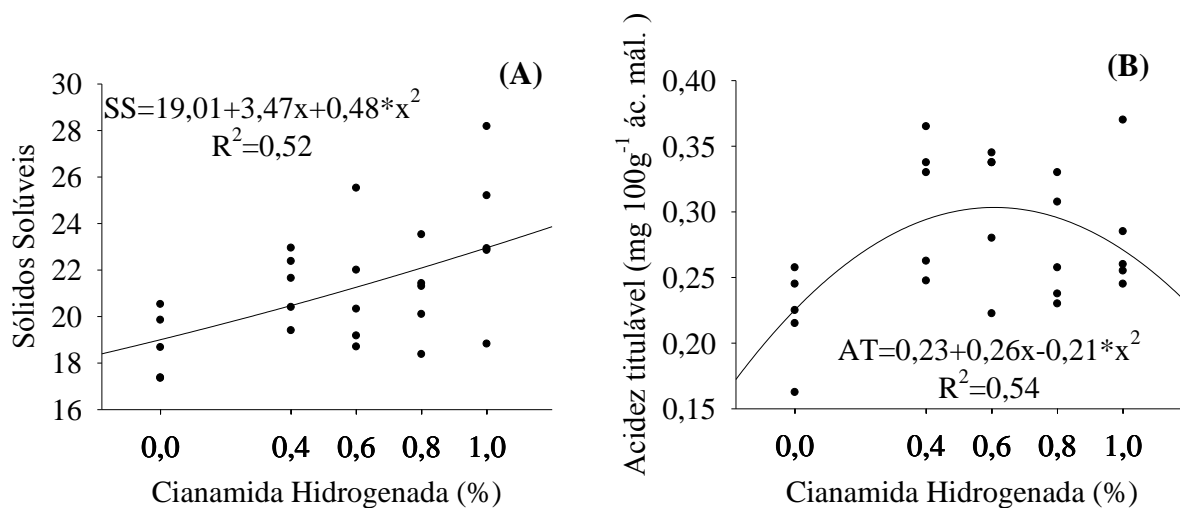 (A)
SS=19,01+3,47x+0,48*x²
R²=0,52
Sólidos Solúveis
30
28
26
24
22
20
18
16
0,0 0,4 0,6 0,8 1,0
Cianamida Hidrogenada (%)
(B)
Acidez titulável (mg 100g⁻¹ ác. mál. )
0,40
0,35
0,30
0,25
0,20
0,15
AT=0,23+0,26x-0,21*x²
R²=0,54
0,0 0,4 0,6 0,8 1,0
Cianamida Hidrogenada (%)